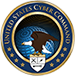 UNITED STATES CYBER COMMAND